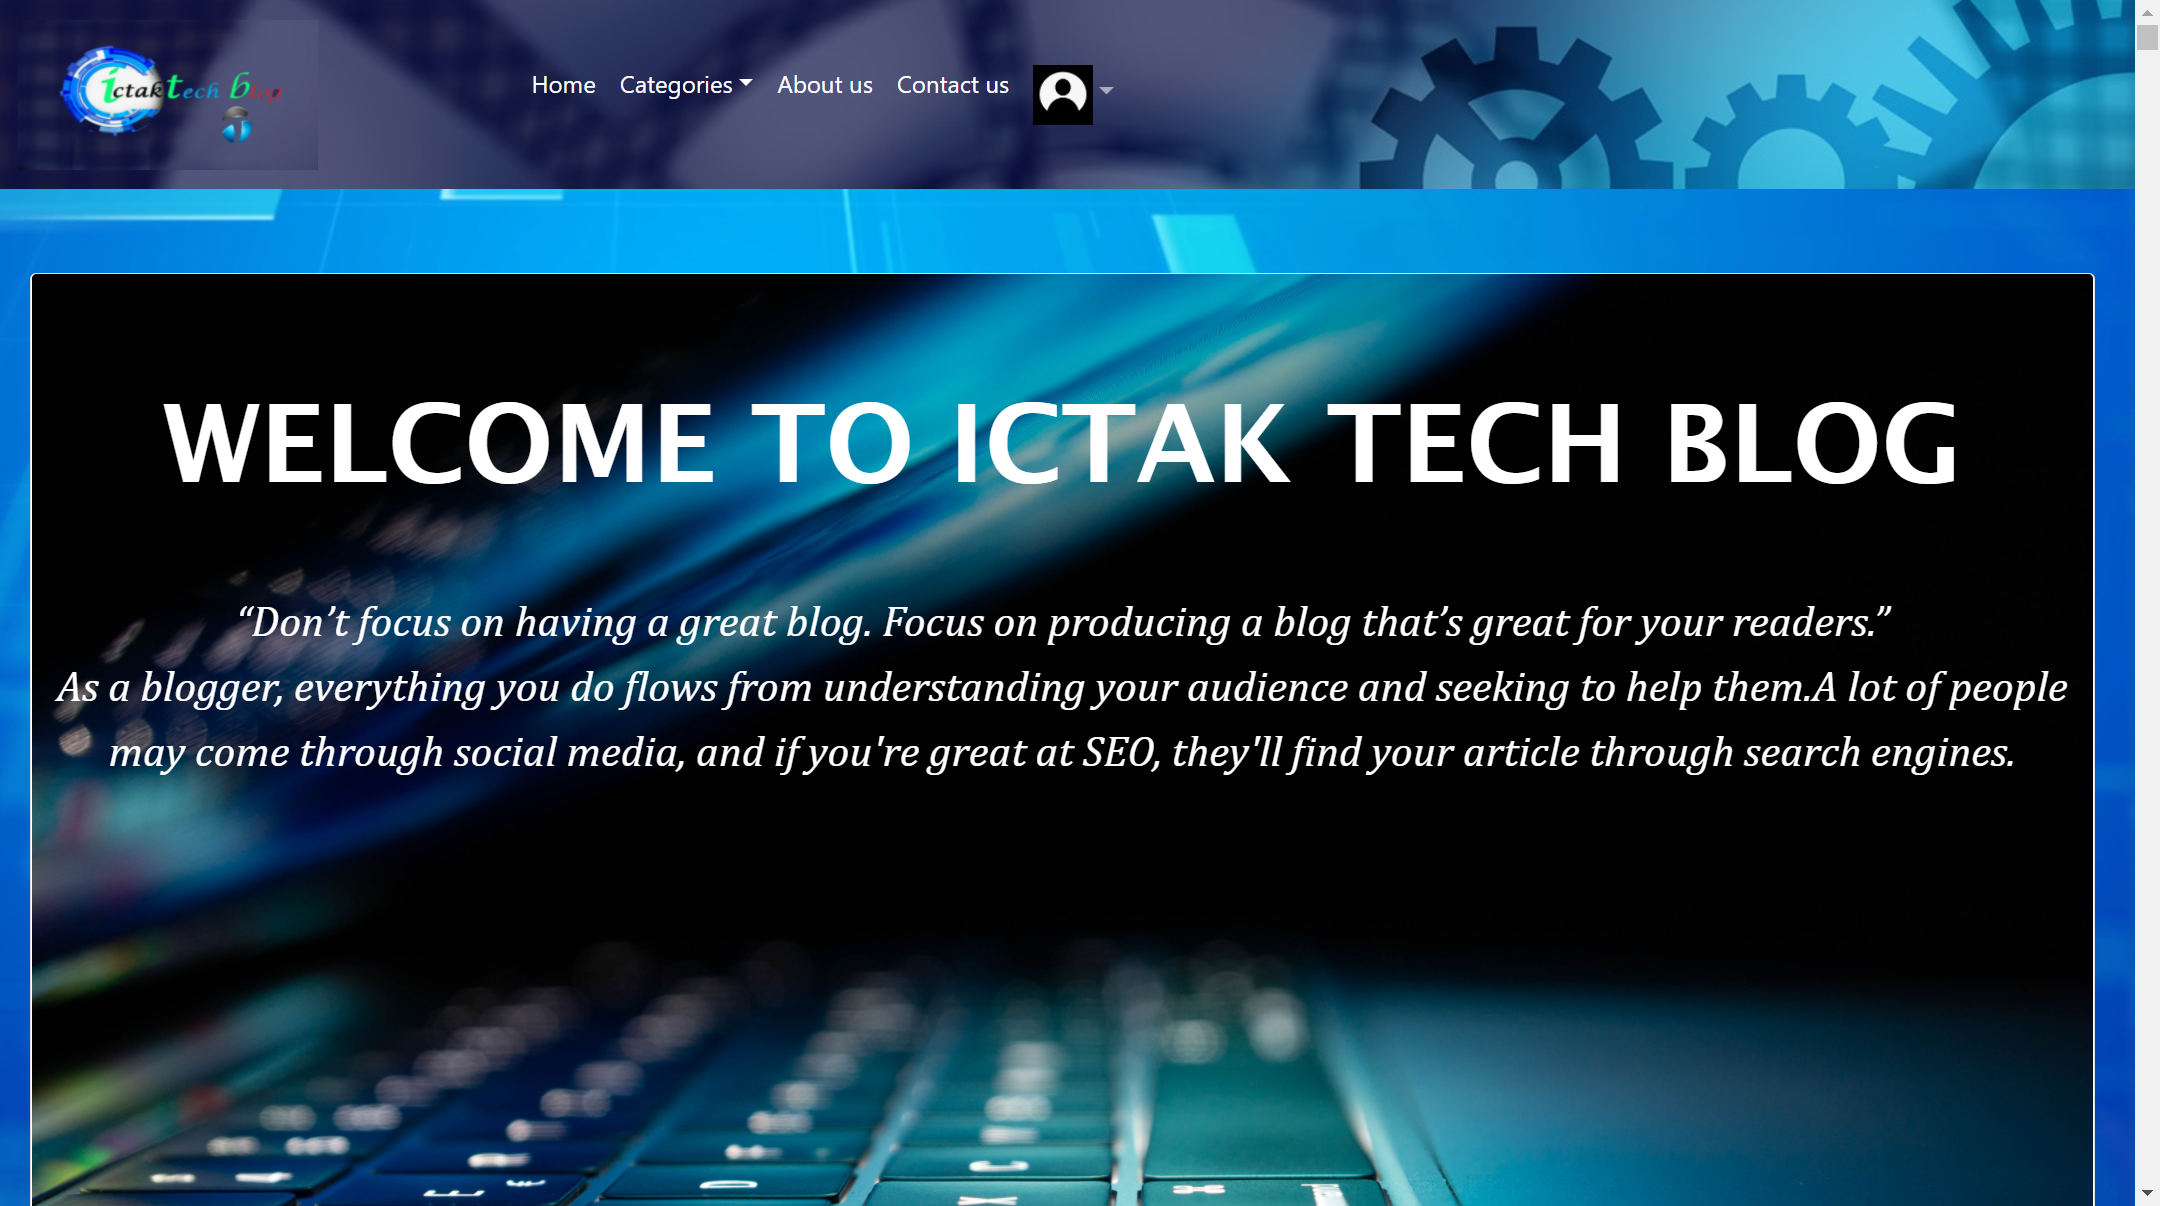 ictak tech blog
Home Categories About us Contact us
WELCOME TO ICTAK TECH BLOG
“Don’t focus on having a great blog. Focus on producing a blog that’s great for your readers.”
As a blogger, everything you do flows from understanding your audience and seeking to help them.A lot of people
may come through social media, and if you're great at SEO, they'll find your article through search engines.